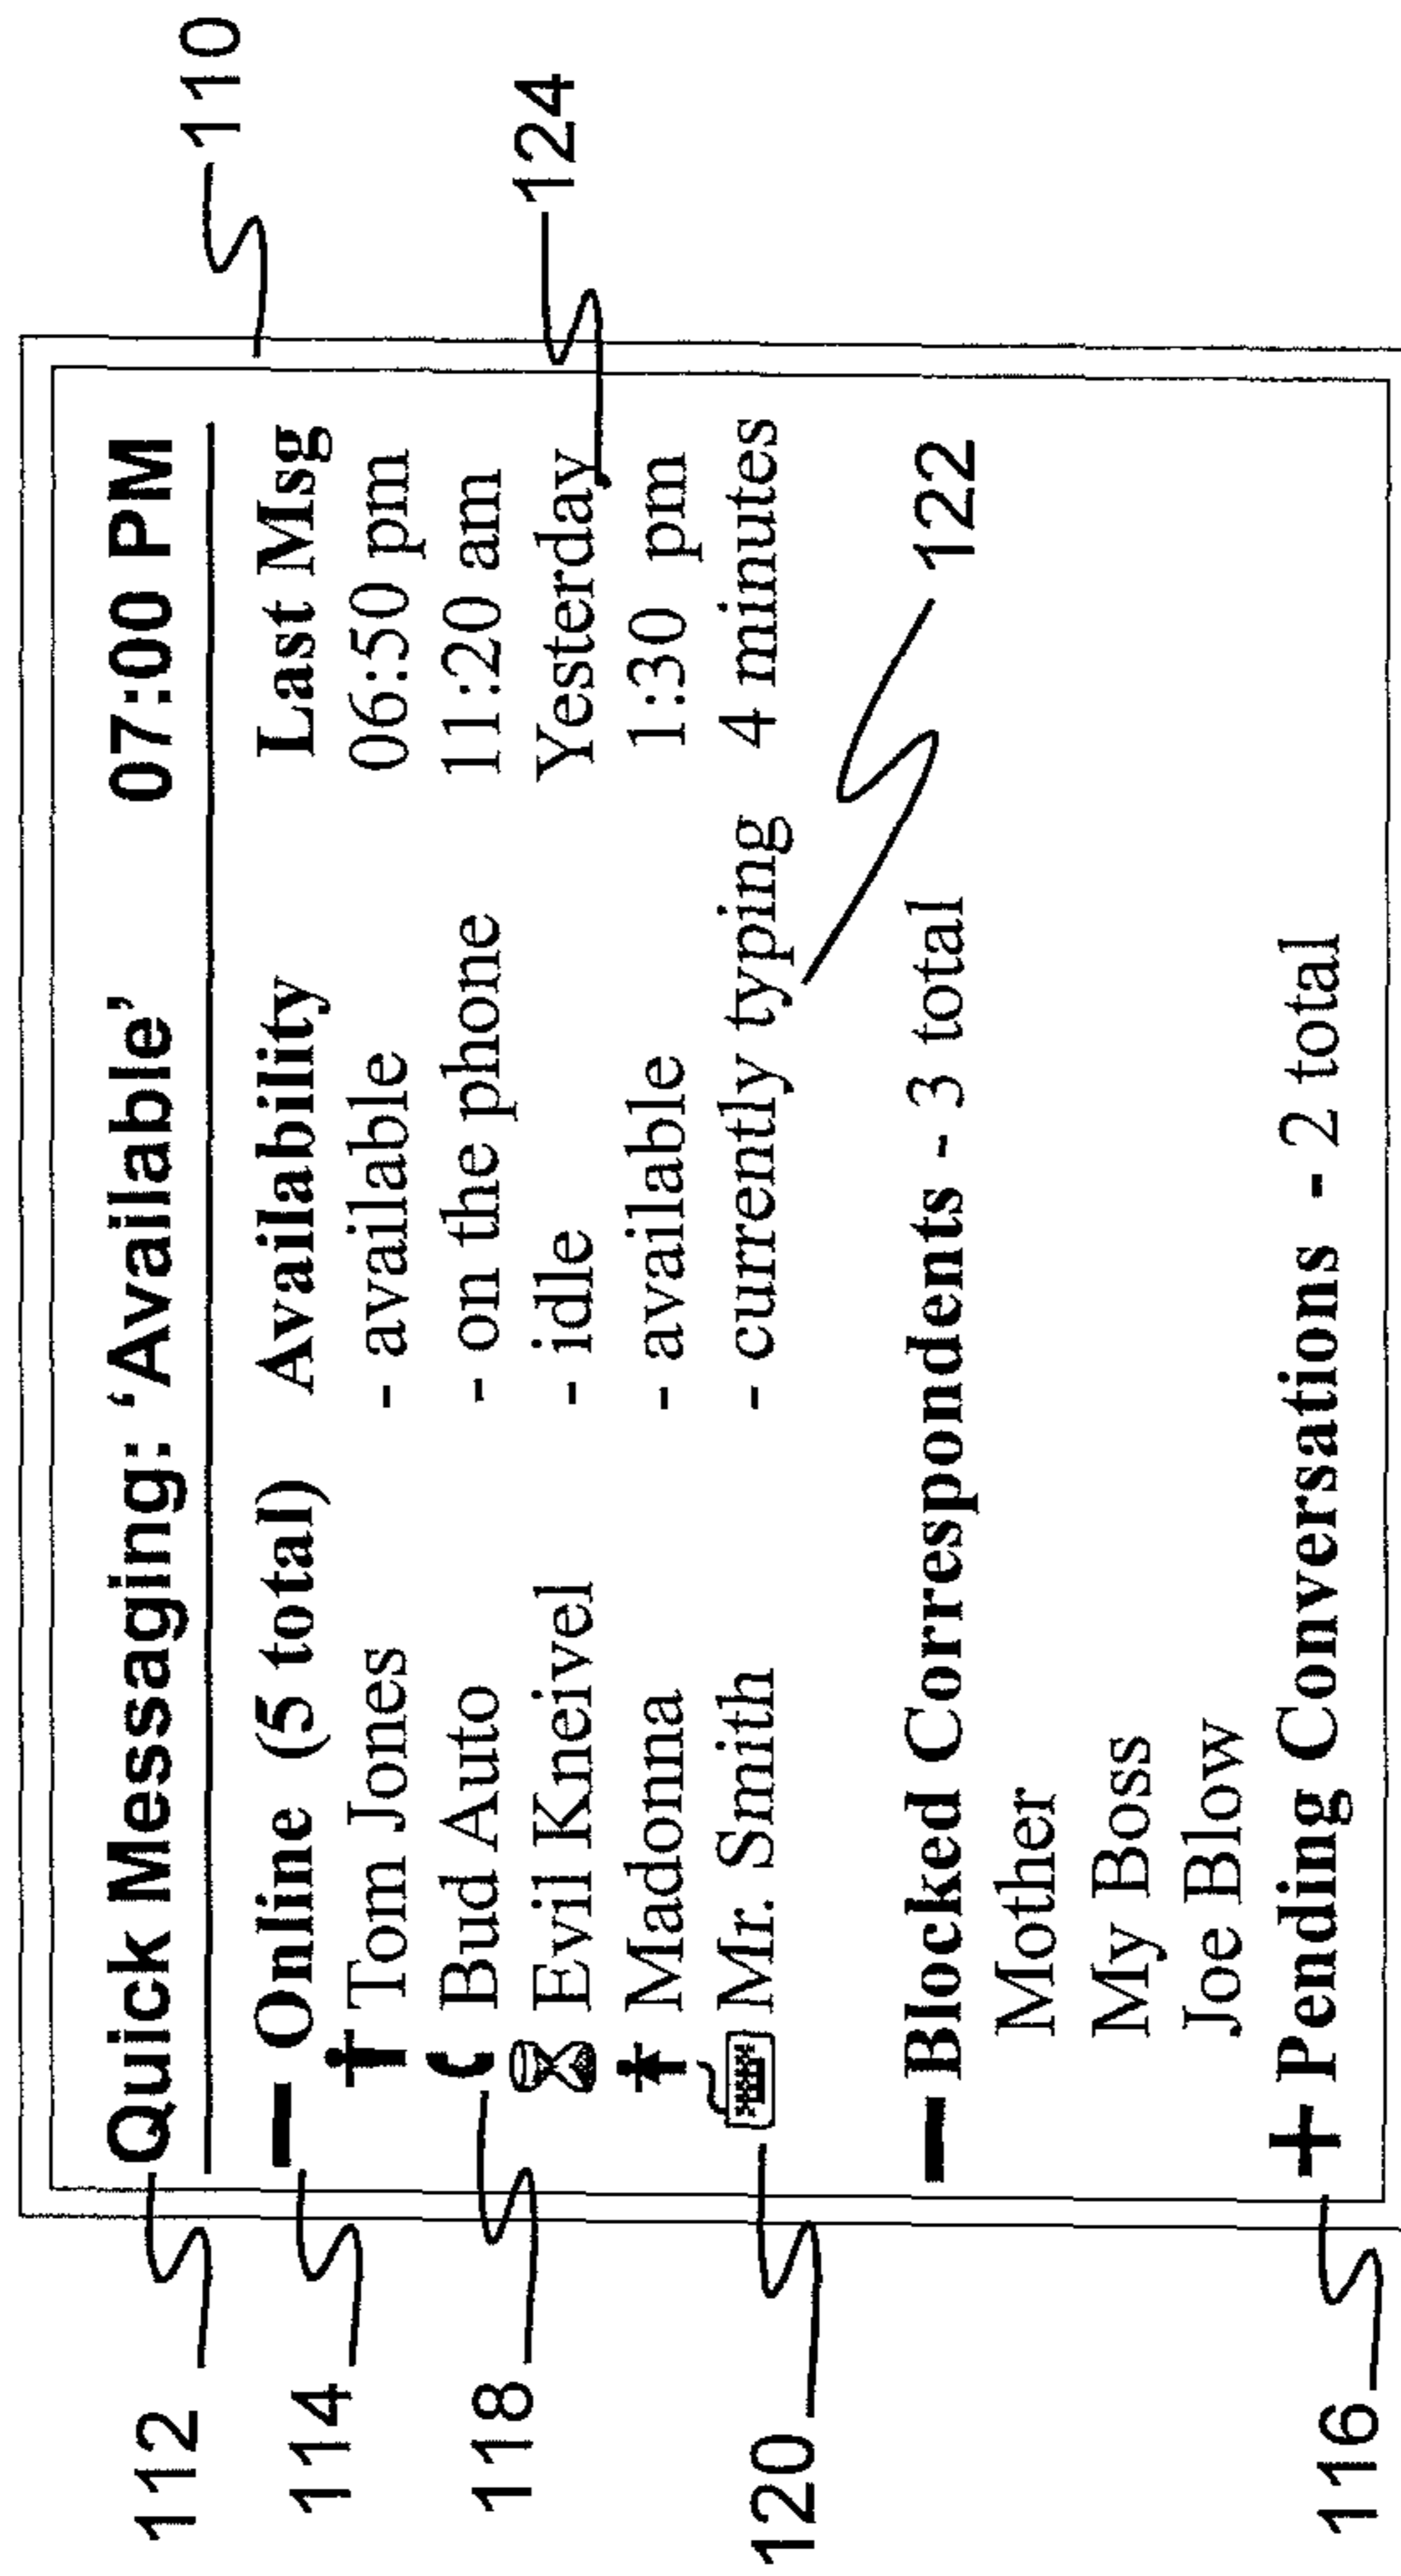 110
112 Quick Messaging: ‘Available’ 07:00 PM
114 — Online (5 total) Availability Last Msg
Tom Jones - available 06:50 pm
118 Bud Auto - on the phone 11:20 am
Evil Kneivel - idle Yesterday 124
Madonna - available 1:30 pm
120 Mr. Smith - currently typing 4 minutes
122
— Blocked Correspondents - 3 total
Mother
My Boss
Joe Blow
116 + Pending Conversations - 2 total